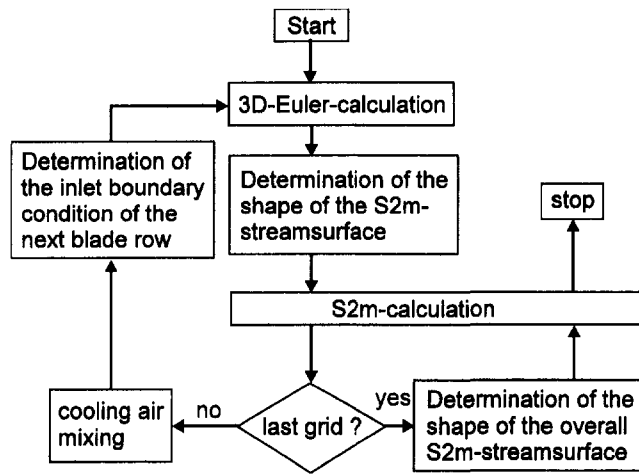 Start
3D-Euler-calculation
Determination of
the inlet boundary
condition of the
next blade row
Determination of the
shape of the S2m-
streamsurface
stop
S2m-calculation
cooling air
mixing
no
last grid ?
yes
Determination of the
shape of the overall
S2m-streamsurface